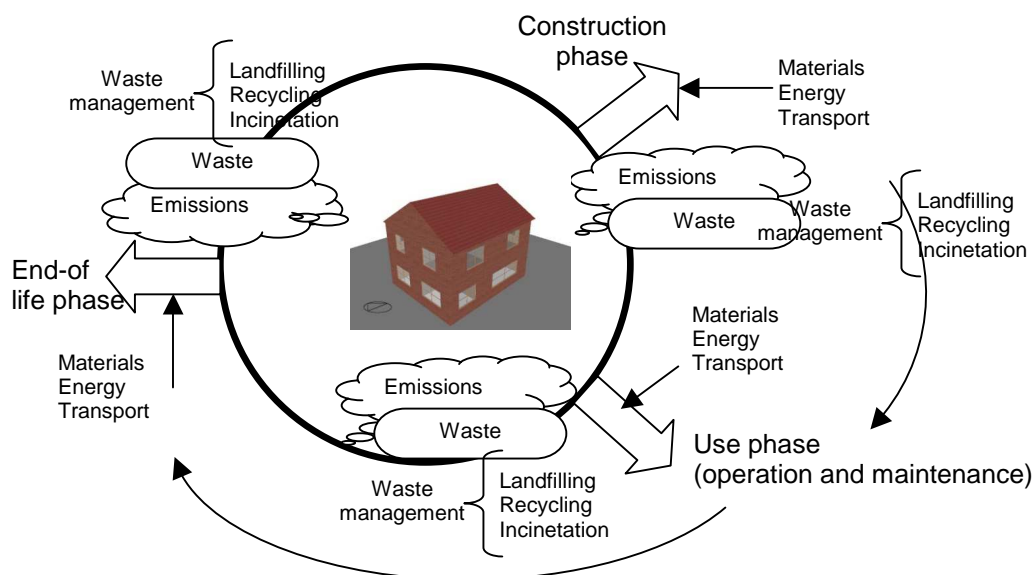 Construction
phase
Materials
Energy
Transport
Waste
management
Landfilling
Recycling
Incinetation
Waste
Emissions
Emissions
Waste
Waste
management
Landfilling
Recycling
Incinetation
End-of
life phase
Materials
Energy
Transport
Materials
Energy
Transport
Emissions
Waste
Use phase
(operation and maintenance)
Waste
management
Landfilling
Recycling
Incinetation